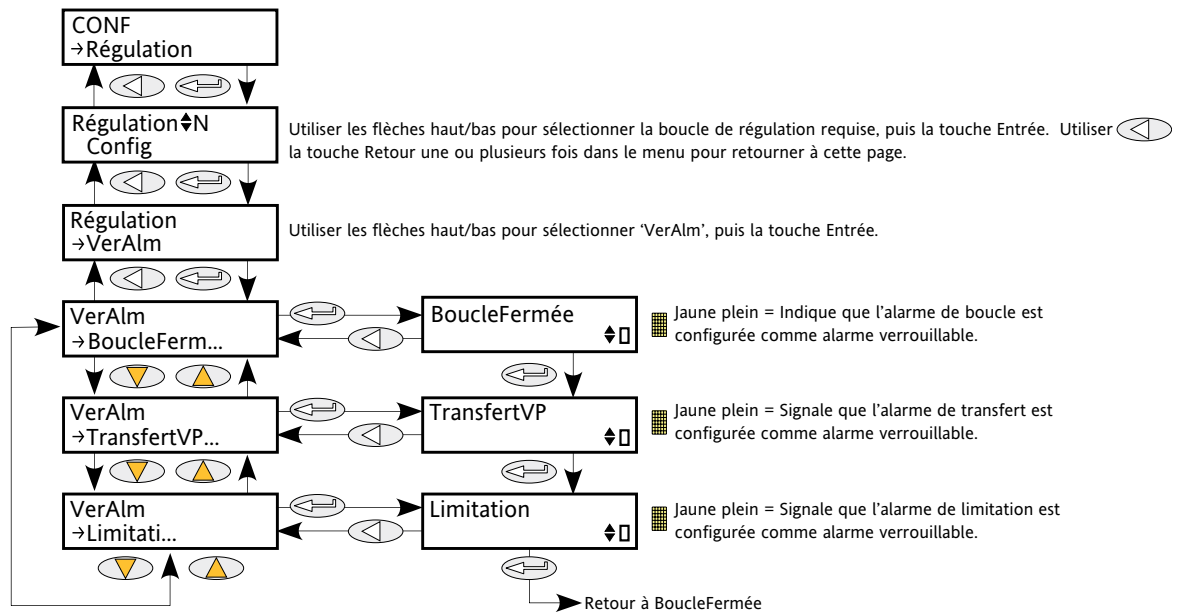 CONF
→Régulation
Régulation♦N
Config
Utiliser les flèches haut/bas pour sélectionner la boucle de régulation requise, puis la touche Entrée. Utiliser
la touche Retour une ou plusieurs fois dans le menu pour retourner à cette page.
Régulation
→VerAlm
Utiliser les flèches haut/bas pour sélectionner ‘VerAlm’, puis la touche Entrée.
VerAlm
→BoucleFerm...
BoucleFermée
Jaune plein = Indique que l’alarme de boucle est
configurée comme alarme verrouillable.
VerAlm
→TransfertVP...
TransfertVP
Jaune plein = Signale que l’alarme de transfert est
configurée comme alarme verrouillable.
VerAlm
→Limitati...
Limitation
Jaune plein = Signale que l’alarme de limitation est
configurée comme alarme verrouillable.
Retour à BoucleFermée